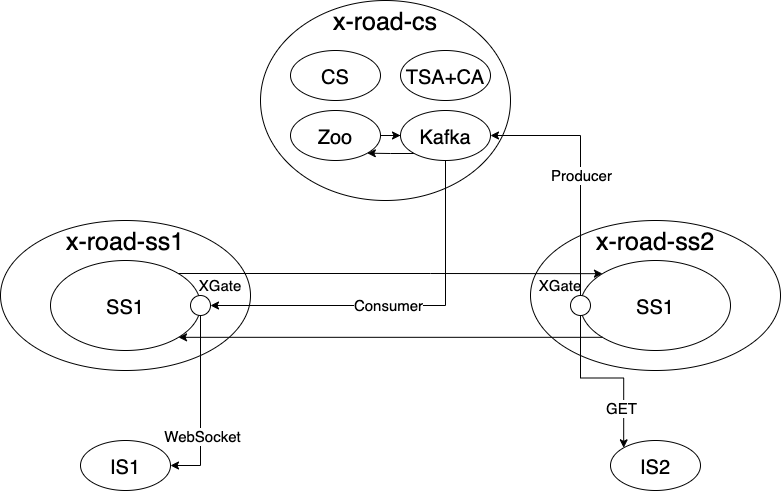 x-road-cs
CS
TSA+CA
Zoo
Kafka
Producer
x-road-ss1
x-road-ss2
XGate
XGate
SS1
Consumer
SS1
GET
WebSocket
IS1
IS2